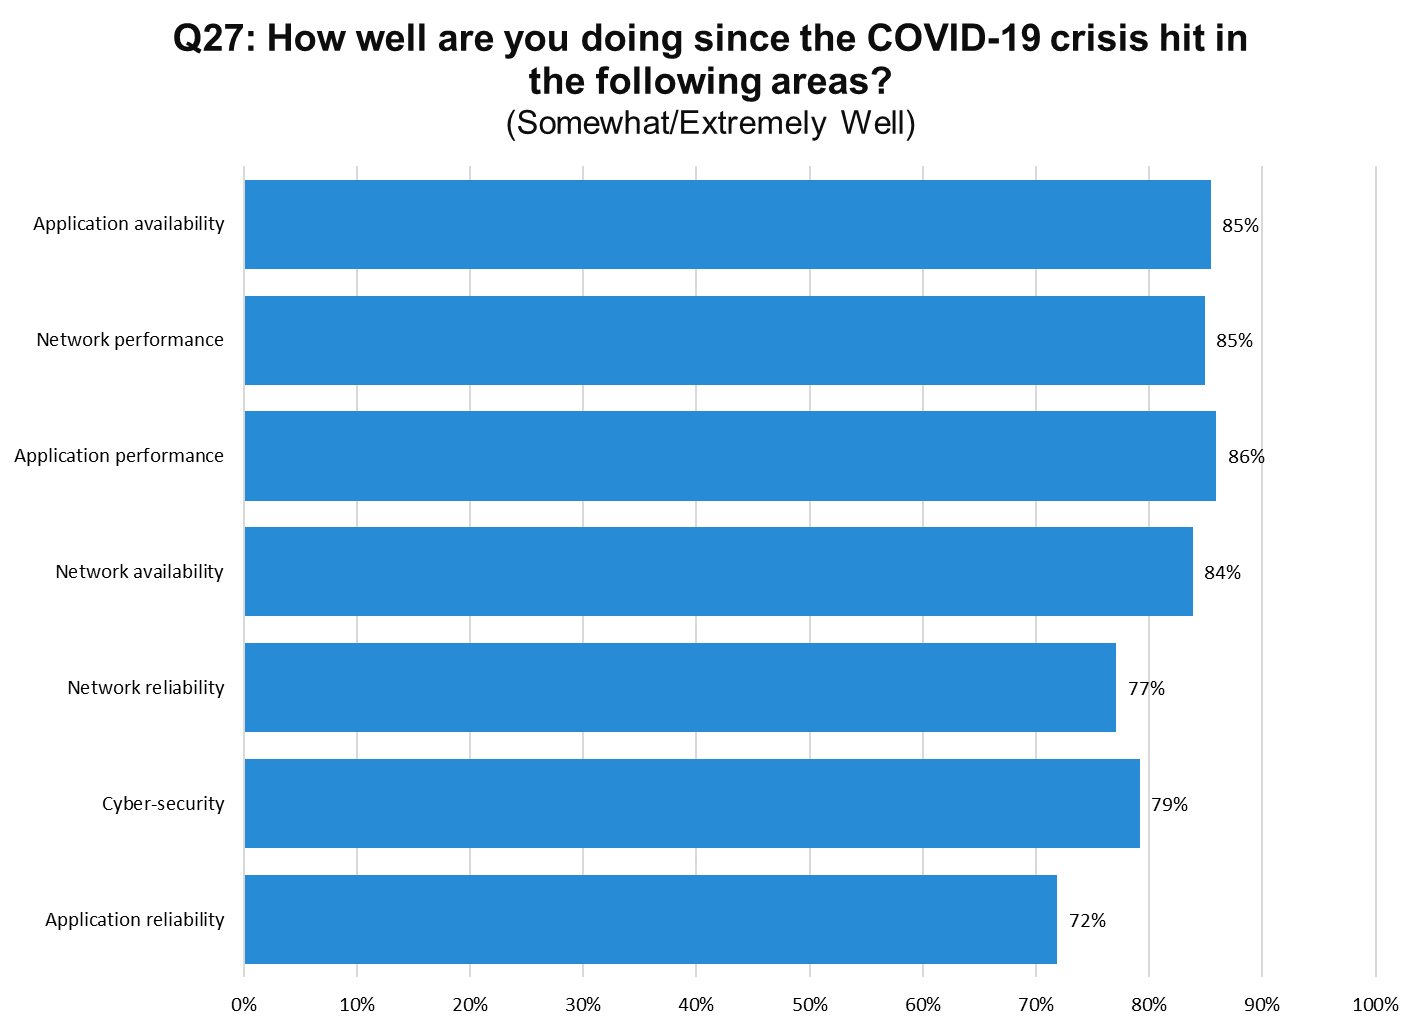 Q27: How well are you doing since the COVID-19 crisis hit in
the following areas?
(Somewhat/Extremely Well)
Application availability
85%
Network performance
85%
Application performance
86%
Network availability
84%
Network reliability
77%
Cyber-security
79%
Application reliability
72%
0% 10% 20% 30% 40% 50% 60% 70% 80% 90% 100%